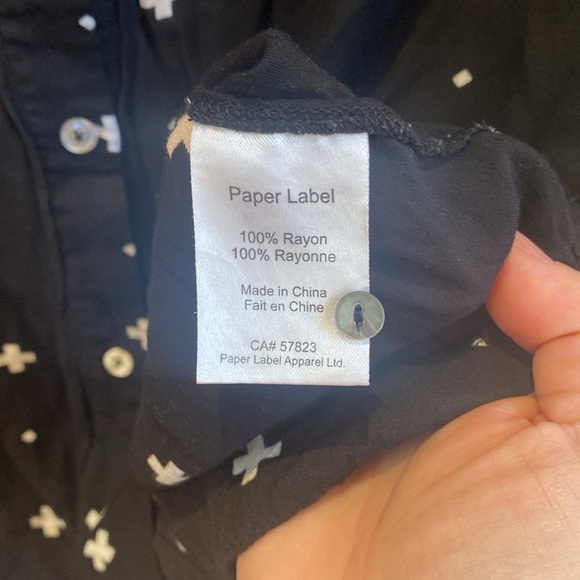 Paper Label
100% Rayon
100% Rayonne
Made in China
Fait en Chine
CA# 57823
Paper Label Apparel Ltd.